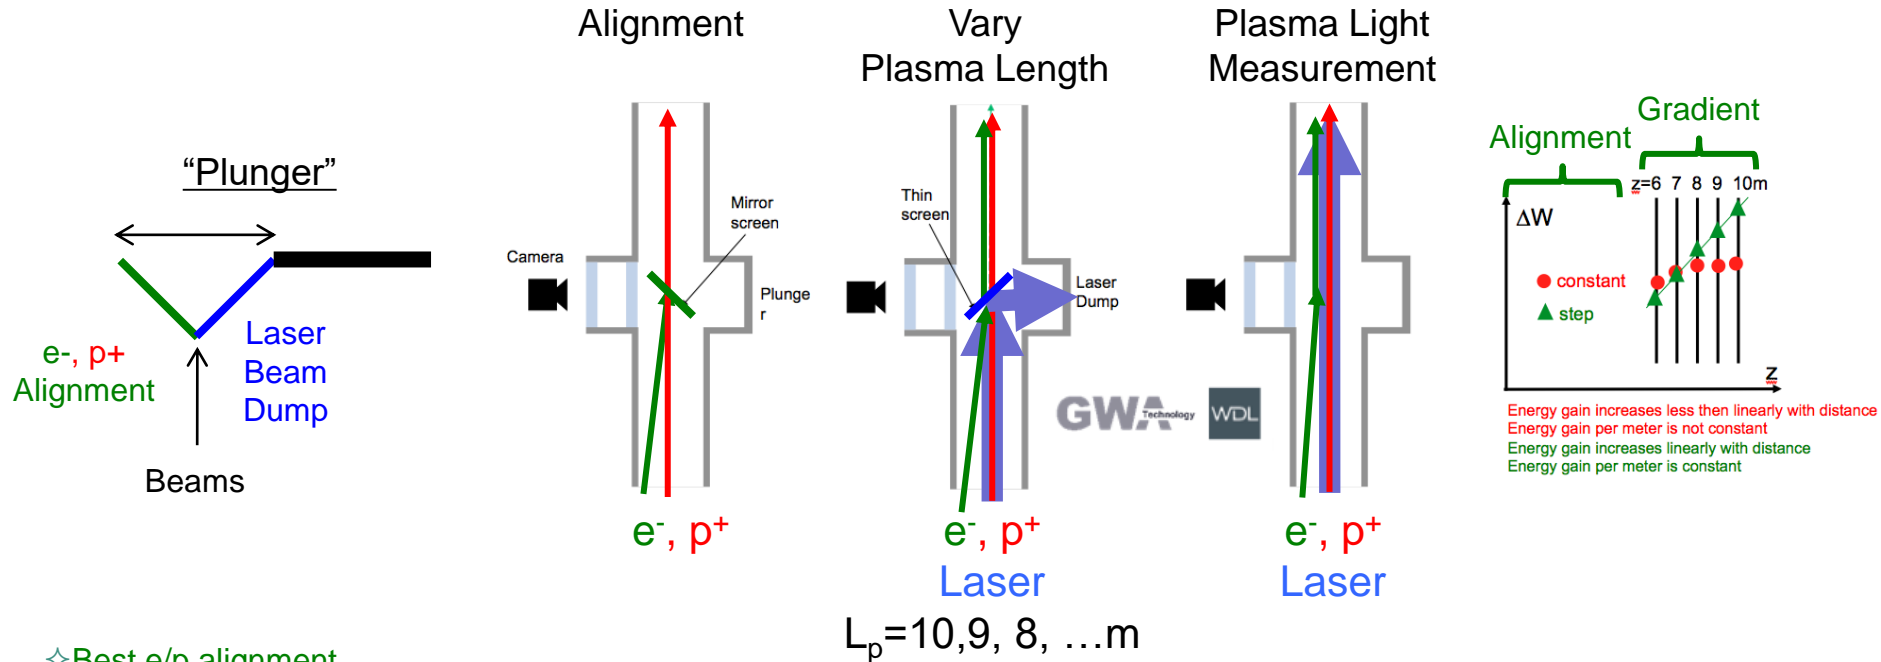 Alignment
Vary
Plasma Length
Plasma Light
Measurement
“Plunger”
e-, p+
Alignment
Laser
Beam
Dump
Beams
Camera
Mirror
screen
Plunge
r
e-, p+
Thin
screen
Laser
Dump
e-, p+
Laser
Lp=10,9, 8, …m
GWA Technology
WDL
e-, p+
Laser
Alignment
Gradient
z=6 7 8 9 10m
ΔW
constant
step
z
Energy gain increases less then linearly with distance
Energy gain per meter is not constant
Energy gain increases linearly with distance
Energy gain per meter is constant
✧Best e/p alignment